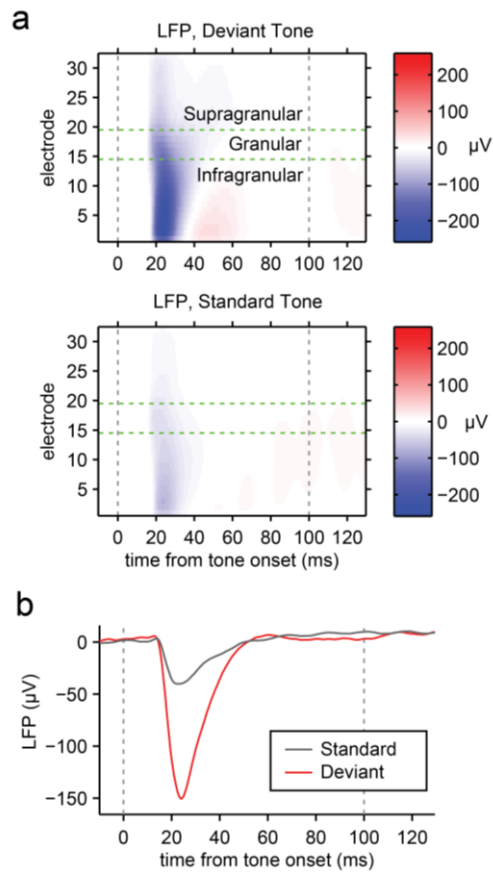 a
LFP, Deviant Tone
electrode
30
25
20
15
10
5
Supragranular
Granular
Infragranular
0 20 40 60 80 100 120
200
100
0
−100
−200
µV
LFP, Standard Tone
electrode
30
25
20
15
10
5
0 20 40 60 80 100 120
time from tone onset (ms)
200
100
0
−100
−200
µV
b
LFP (µV)
0
−50
−100
−150
Standard
Deviant
0 20 40 60 80 100 120
time from tone onset (ms)